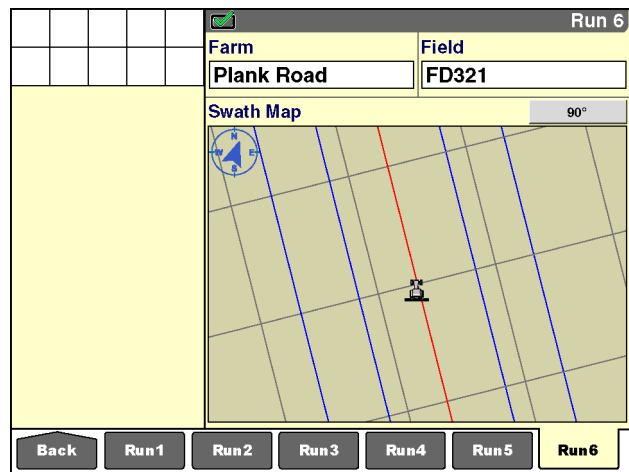 Run 6
Farm
Field
Plank Road
FD321
Swath Map
90°
N
W
E
S
Back
Run1
Run2
Run3
Run4
Run5
Run6